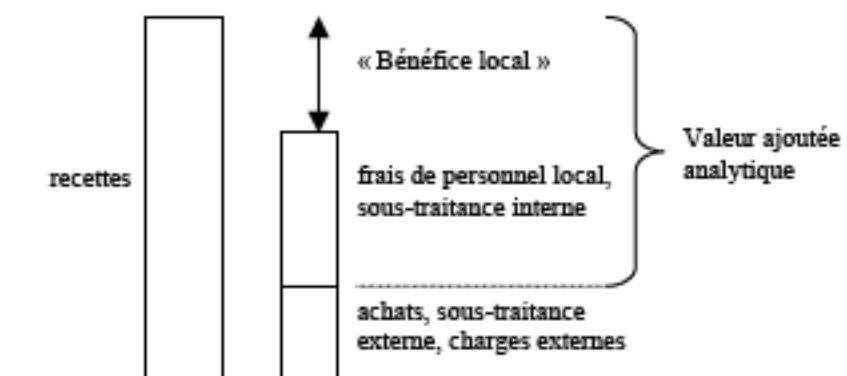 « Bénéfice local »
Valeur ajoutée
analytique
recettes
frais de personnel local,
sous-traitance interne
achats, sous-traitance
externe, charges externes